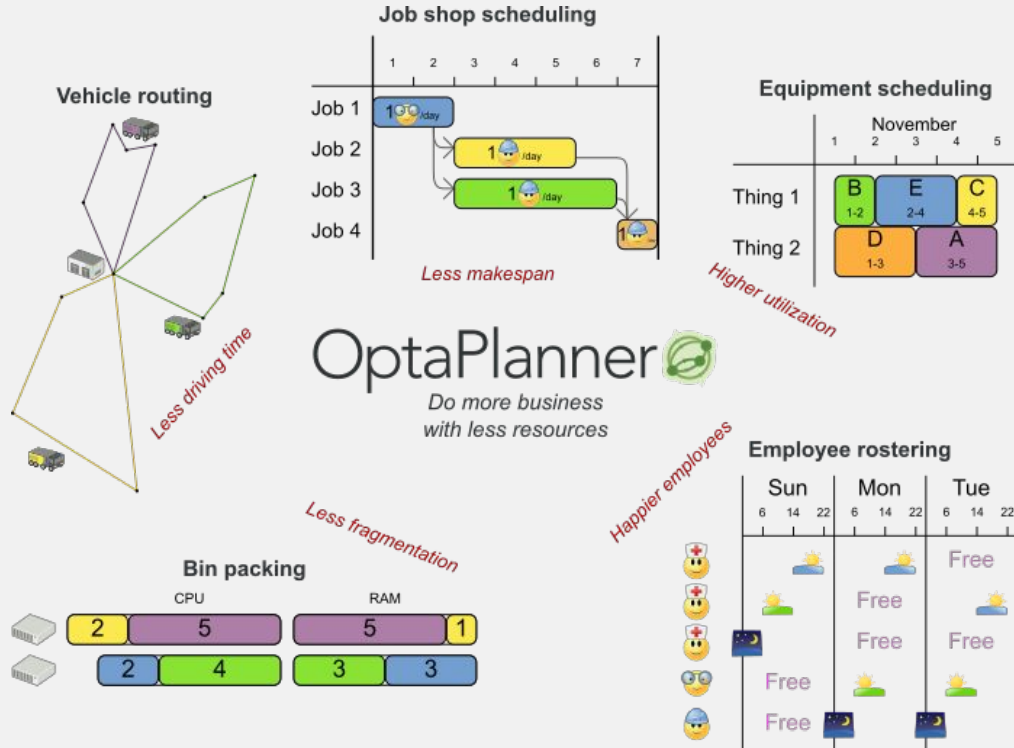 Job shop scheduling
1 2 3 4 5 6 7
Job 1
1 /day
Job 2
1 /day
Job 3
1 /day
Job 4
1
Less makespan
Vehicle routing
Less driving time
Equipment scheduling
November
1 2 3 4 5
Thing 1
B E C
1-2 2-4 4-5
Thing 2
D A
1-3 3-5
Higher utilization
OptaPlanner
Do more business
with less resources
Bin packing
Less fragmentation
CPU RAM
2 5 5 1
2 4 3 3
Employee rostering
Happier employees
Sun Mon Tue
6 14 22 6 14 22 6 14 22
Free
Free
Free Free
Free
Free